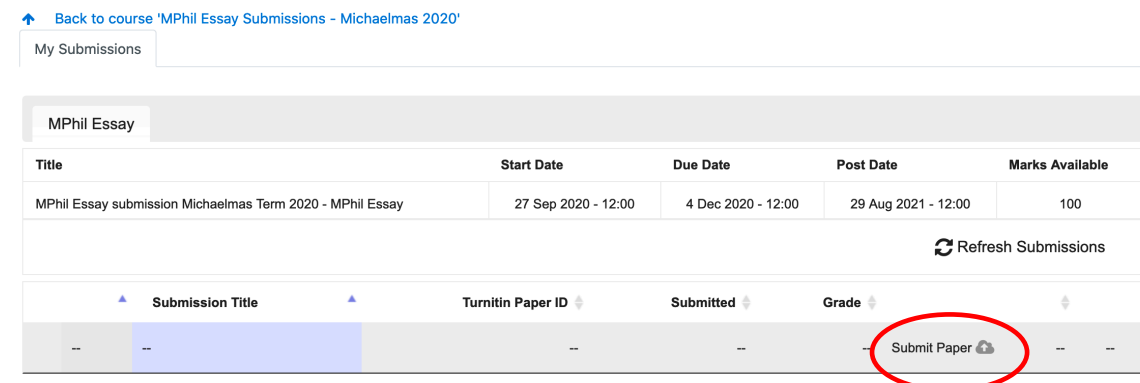 Back to course 'MPhil Essay Submissions - Michaelmas 2020'
My Submissions
MPhil Essay
Title Start Date Due Date Post Date Marks Available
MPhil Essay submission Michaelmas Term 2020 - MPhil Essay 27 Sep 2020 - 12:00 4 Dec 2020 - 12:00 29 Aug 2021 - 12:00 100
Refresh Submissions
Submission Title Turnitin Paper ID Submitted Grade
-- -- -- -- -- Submit Paper -- --